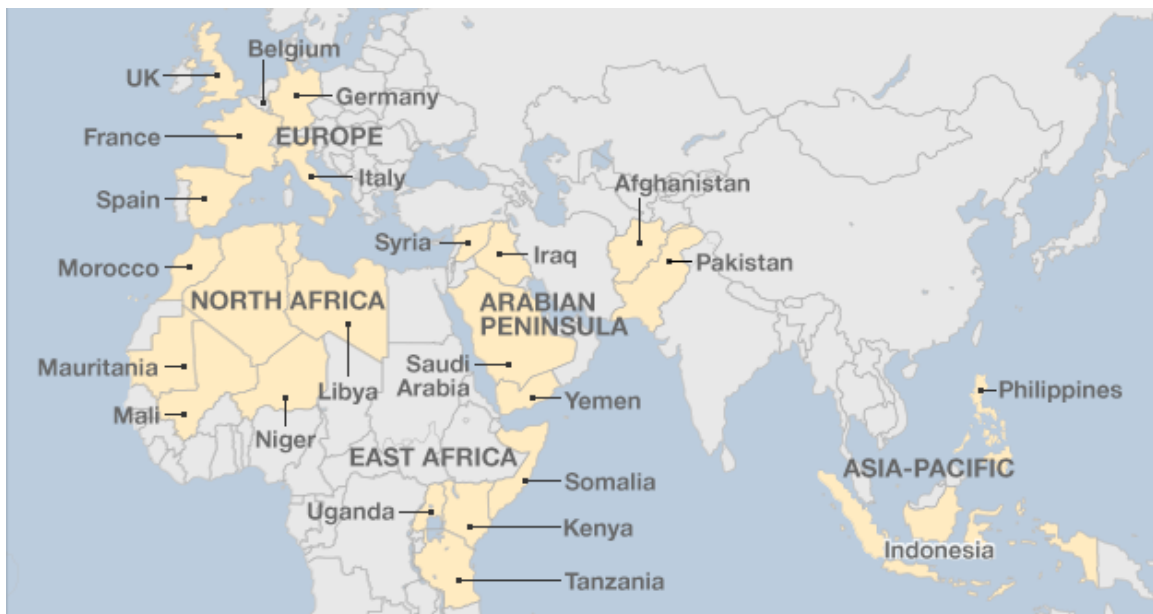 Belgium
UK
Germany
France
EUROPE
Italy
Spain
Afghanistan
Syria
Iraq
Pakistan
Morocco
NORTH AFRICA
ARABIAN
PENINSULA
Mauritania
Saudi
Arabia
Libya
Philippines
Yemen
Mali
Niger
EAST AFRICA
ASIA-PACIFIC
Somalia
Uganda
Kenya
Indonesia
Tanzania